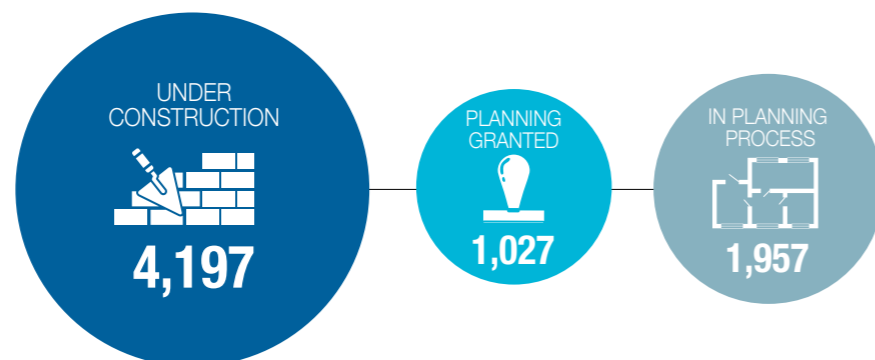 UNDER
CONSTRUCTION
4,197
PLANNING
GRANTED
1,027
IN PLANNING
PROCESS
1,957